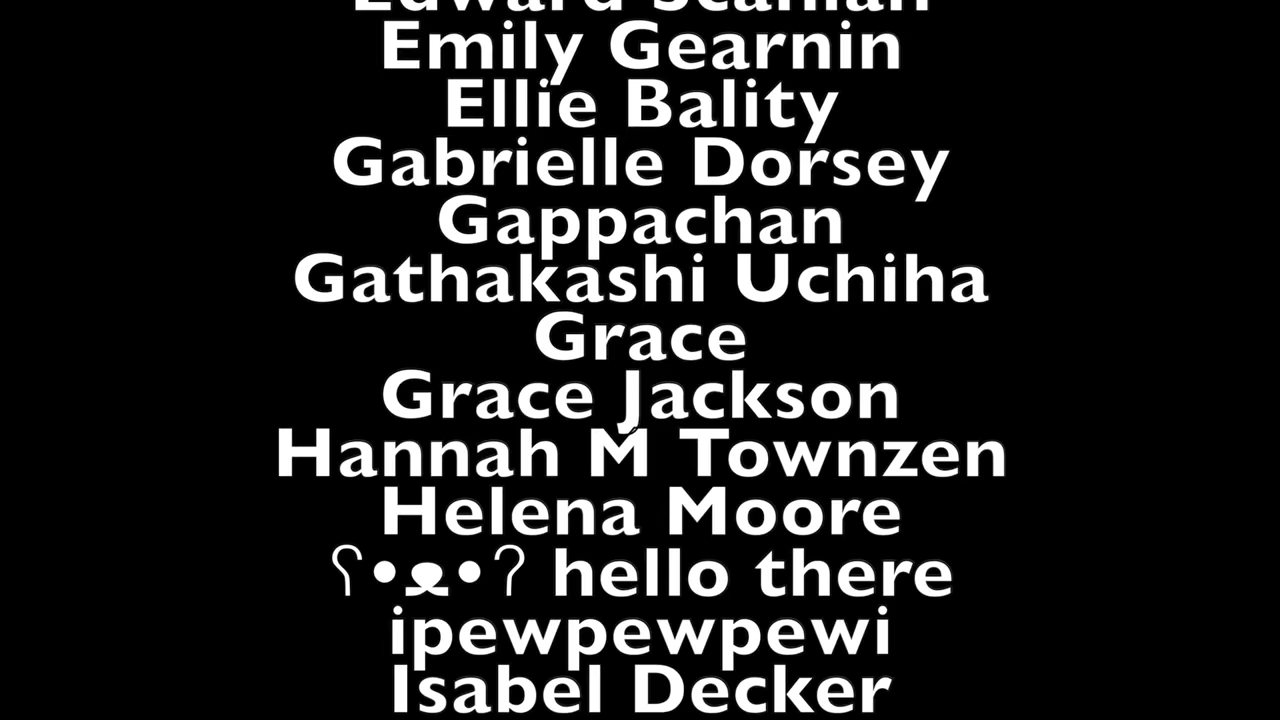 Edward Scanlan
Emily Gearnin
Ellie Bality
Gabrielle Dorsey
Gappachan
Gathakashi Uchiha
Grace
Grace Jackson
Hannah M Townzen
Helena Moore
ʕ•ᴥ•ʔ hello there
ipewpewpewi
Isabel Decker